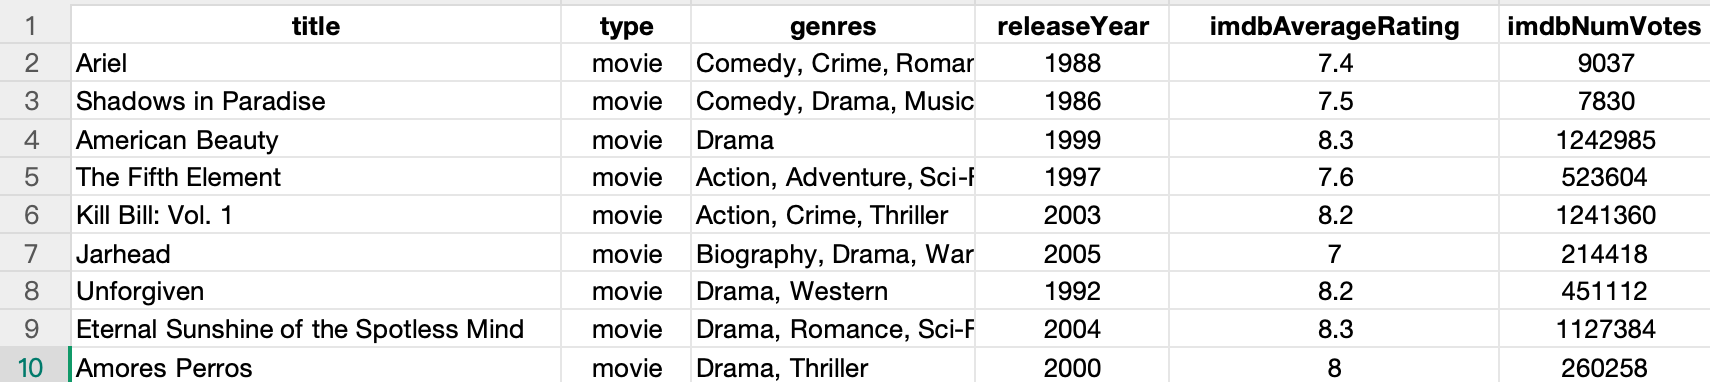 1 title type genres releaseYear imdbAverageRating imdbNumVotes
2 Ariel movie Comedy, Crime, 1988 7.4 9037
3 Shadows in Paradise movie Comedy, Drama, Music 1986 7.5 7830
4 American Beauty movie Drama 1999 8.3 1242985
5 The Fifth Element movie Action, Adventure, 1997 7.6 523604
6 Kill Bill: Vol. 1 movie Action, Crime, Thriller 2003 8.2 1241360
7 Jarhead movie Biography, Drama, War 2005 7 214418
8 Unforgiven movie Drama, Western 1992 8.2 451112
9 Eternal Sunshine of the Spotless Mind movie Drama, Romance, 2004 8.3 1127384
10 Amores Perros movie Drama, Thriller 2000 8 260258